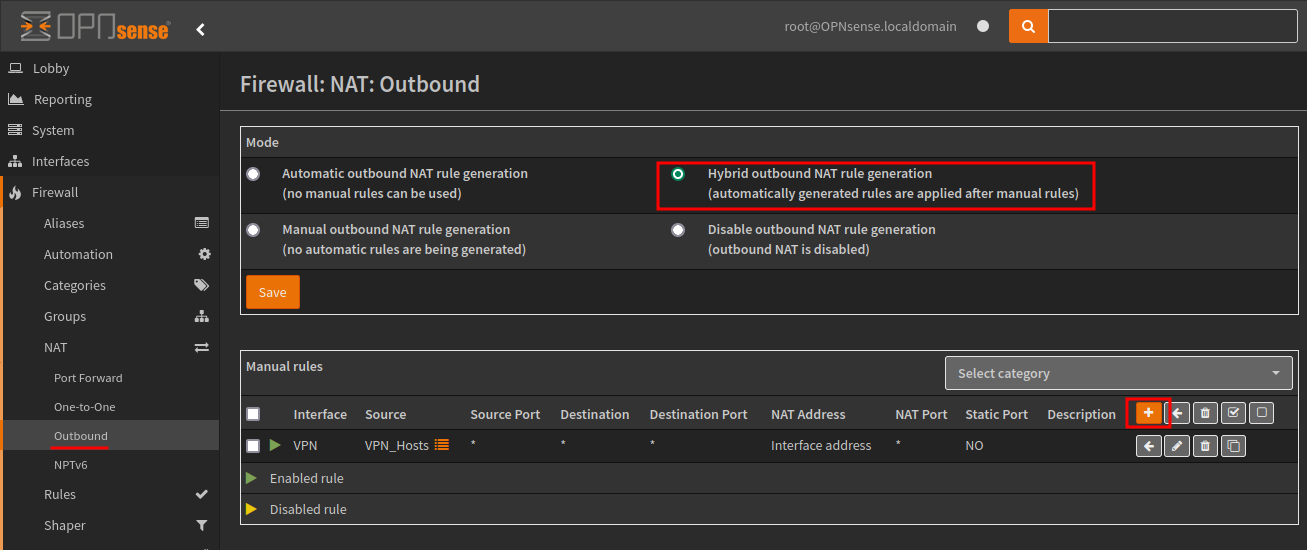 OPNsense
root@OPNsense.localdomain
Lobby
Reporting
System
Interfaces
Firewall
Aliases
Automation
Categories
Groups
NAT
Port Forward
One-to-One
Outbound
NPTv6
Rules
Shaper
Firewall: NAT: Outbound
Mode
Automatic outbound NAT rule generation
(no manual rules can be used)
Hybrid outbound NAT rule generation
(automatically generated rules are applied after manual rules)
Manual outbound NAT rule generation
(no automatic rules are being generated)
Disable outbound NAT rule generation
(outbound NAT is disabled)
Save
Manual rules
Select category
Interface Source Source Port Destination Destination Port NAT Address NAT Port Static Port Description
VPN VPN_Hosts * * * Interface address * NO
Enabled rule
Disabled rule